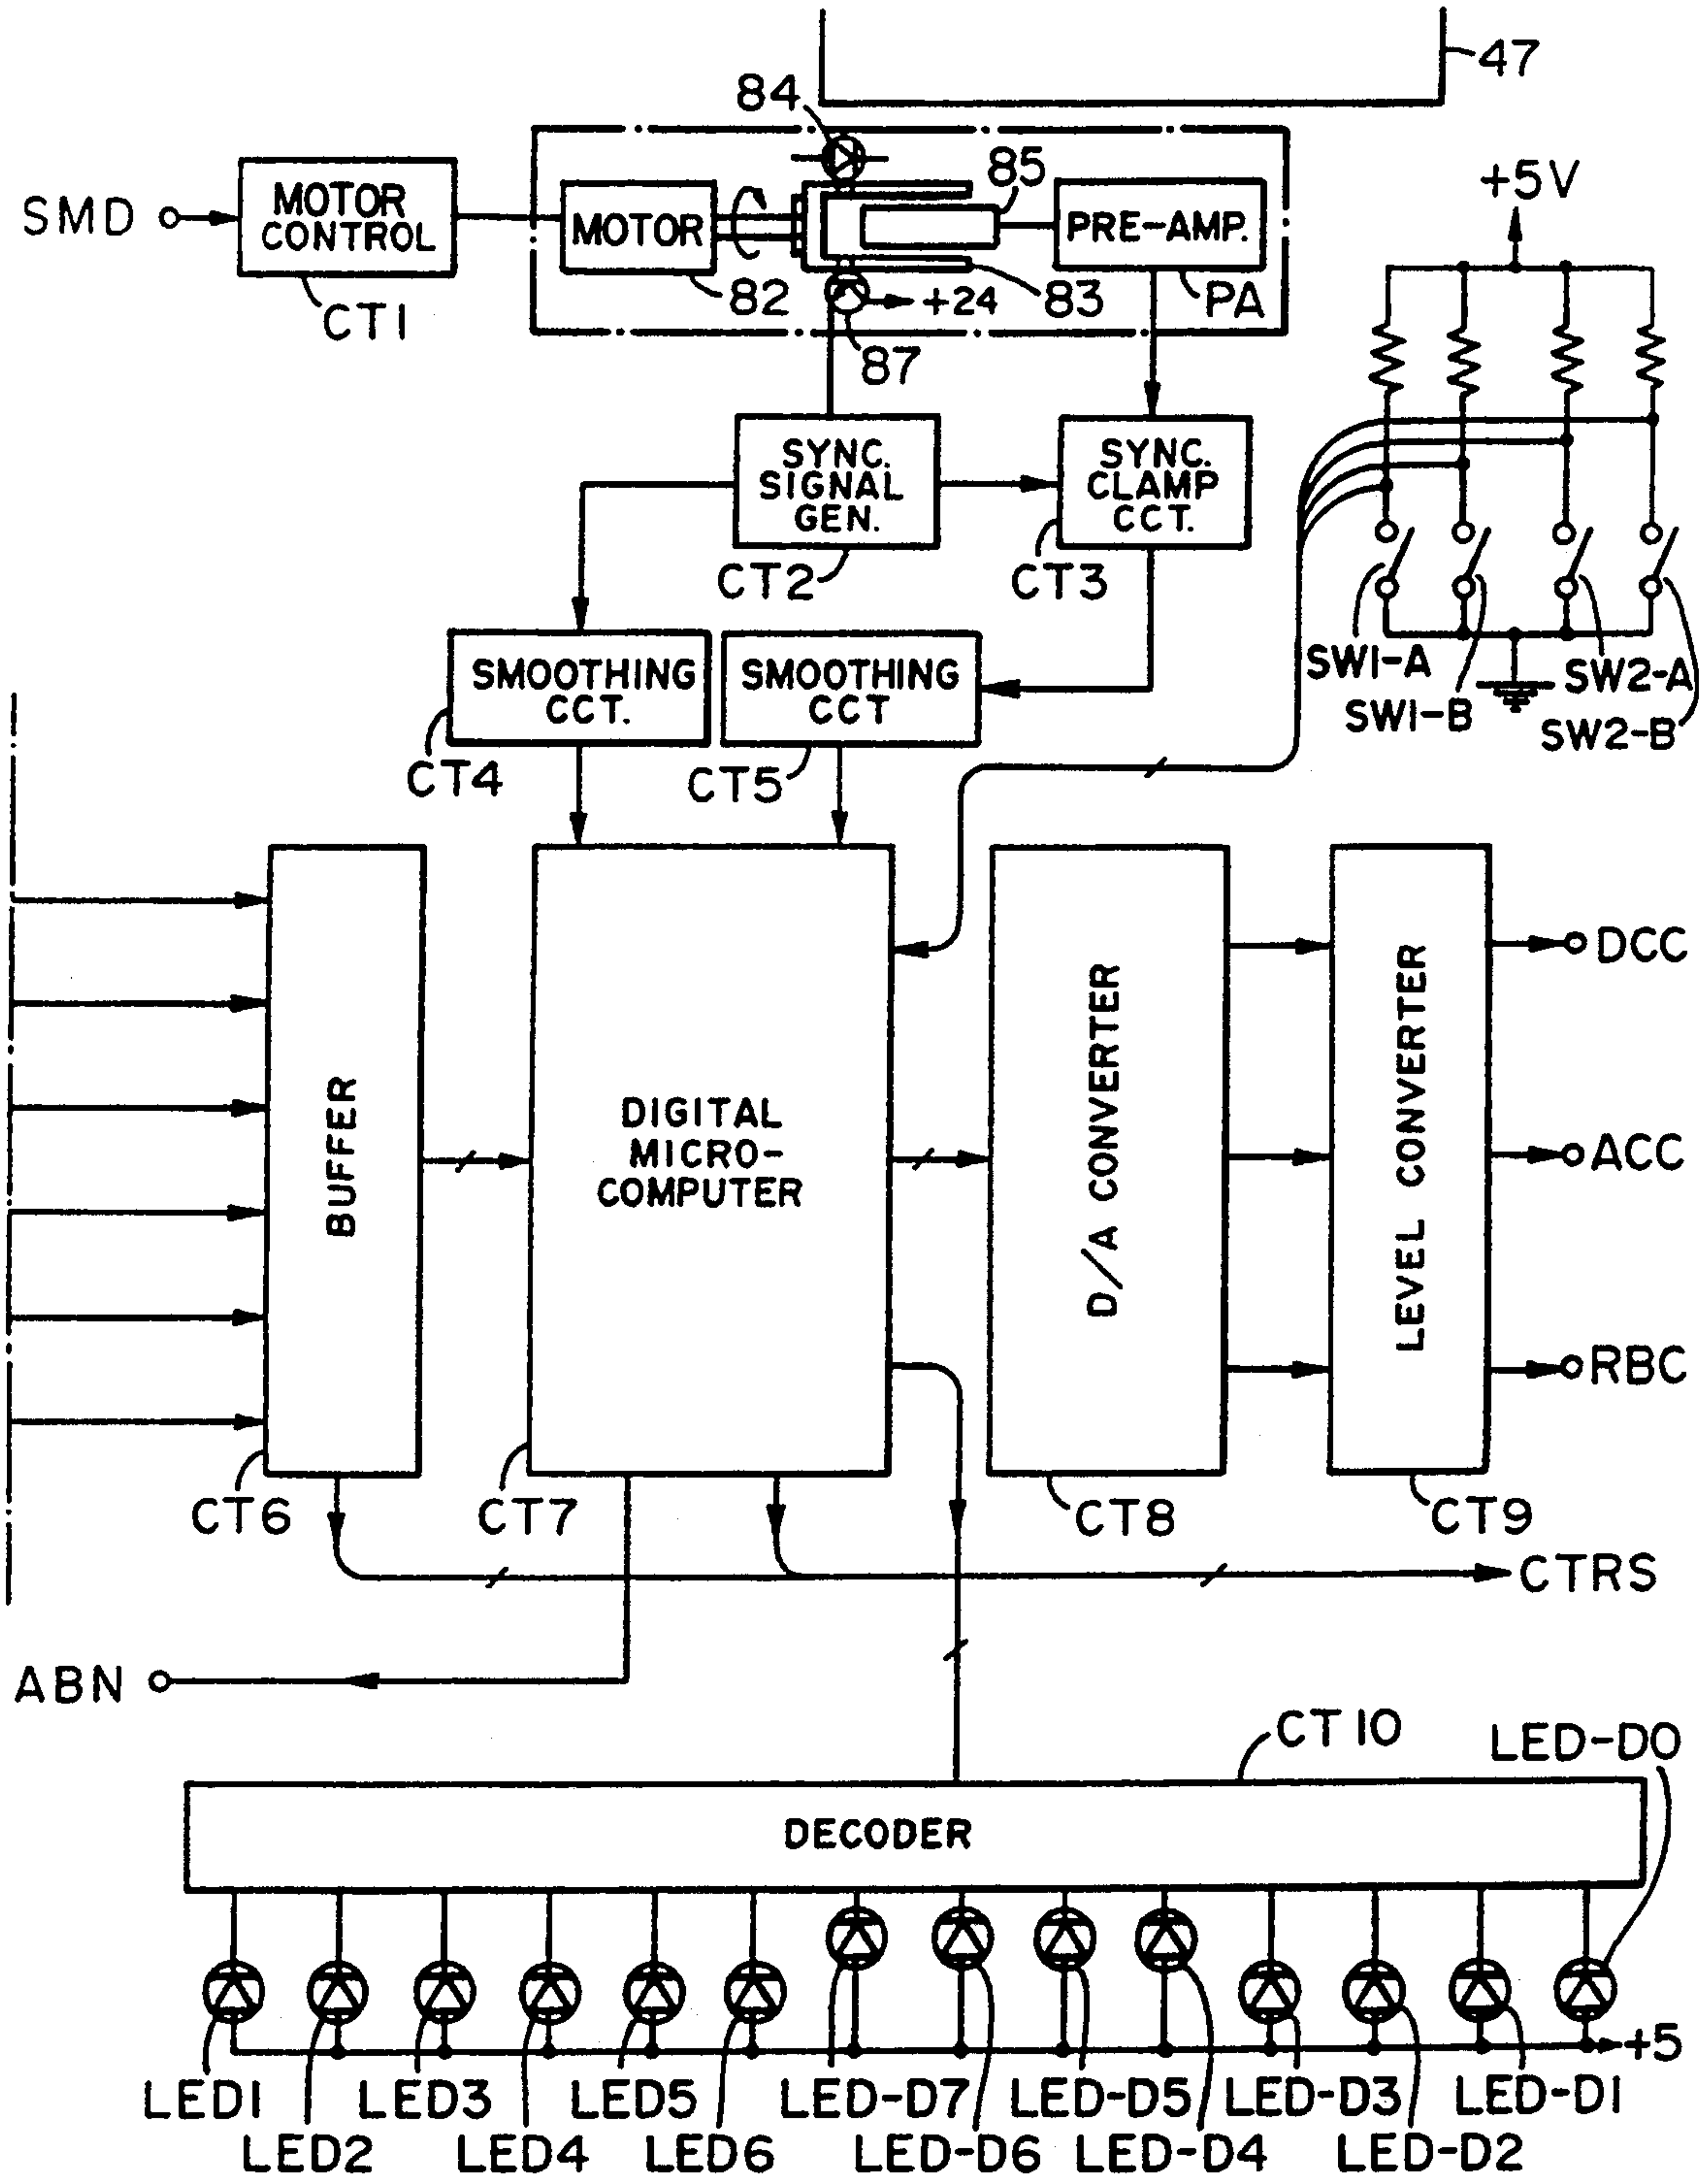 47
84
85
+5V
SMD
MOTOR
CONTROL
MOTOR
PRE-AMP.
CT1
82
+24
83
PA
87
SYNC.
SIGNAL
GEN.
SYNC.
CLAMP
CCT.
CT2
CT3
SMOOTHING
CCT.
SMOOTHING
CCT
SW1-A
SW1-B
SW2-A
SW2-B
CT4
CT5
BUFFER
DIGITAL
MICRO-
COMPUTER
D/A CONVERTER
LEVEL CONVERTER
DCC
ACC
RBC
CT6
CT7
CT8
CT9
CTRS
ABN
CT10
LED-D0
DECODER
+5
LED1
LED3
LED5
LED-D7
LED-D5
LED-D3
LED-D1
LED2
LED4
LED6
LED-D6
LED-D4
LED-D2